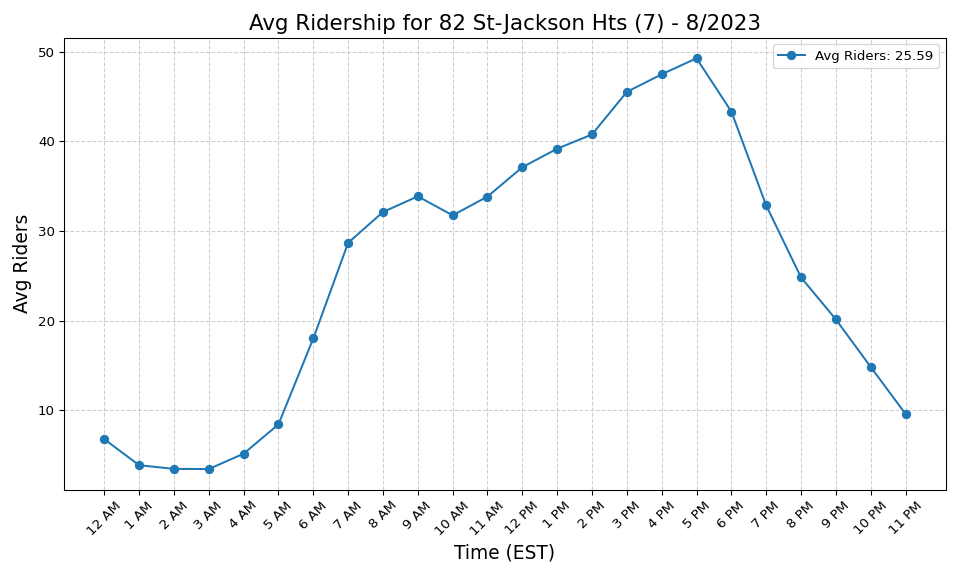 Avg Ridership for 82 St-Jackson Hts (7) - 8/2023
Avg Riders: 25.59
Avg Riders
50
40
30
20
10
12 AM
1 AM
2 AM
3 AM
4 AM
5 AM
6 AM
7 AM
8 AM
9 AM
10 AM
11 AM
12 PM
1 PM
2 PM
3 PM
4 PM
5 PM
6 PM
7 PM
8 PM
9 PM
10 PM
11 PM
Time (EST)